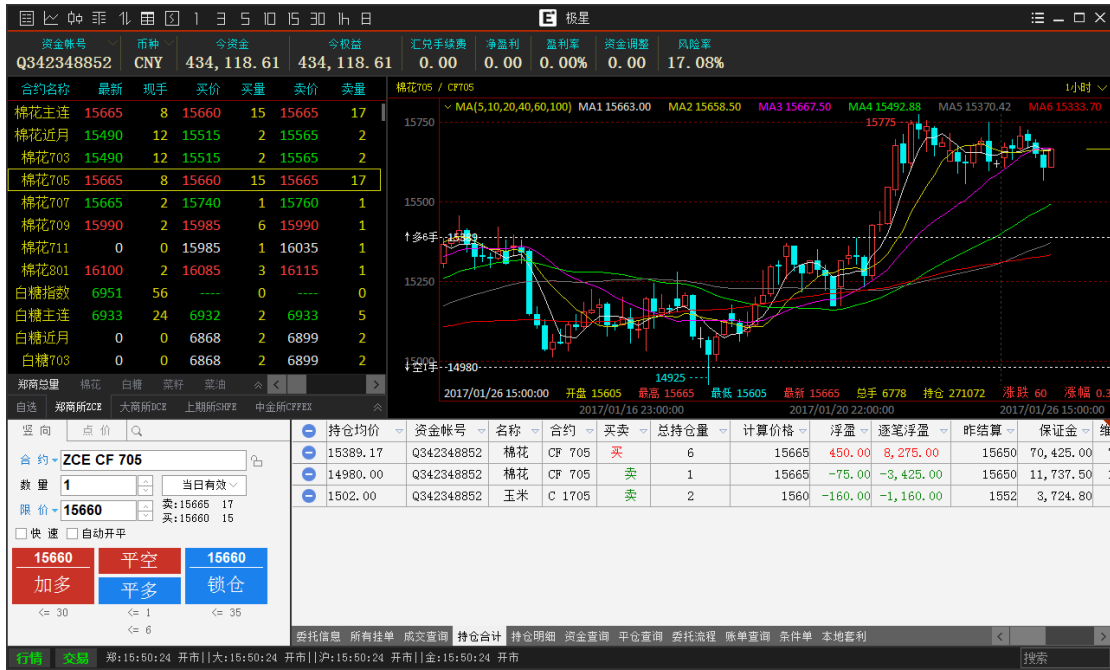 1 3 5 10 15 30 1h 日 E 极星
资金帐号 币种 今资金 今权益 汇兑手续费 净盈利 盈利率 资金调整 风险率
Q342348852 CNY 434,118.61 434,118.61 0.00 0.00 0.00% 0.00 17.08%
合约名称 最新 现手 买价 买量 卖价 卖量
棉花主连 15665 8 15660 15 15665 17
棉花近月 15490 12 15515 2 15565 2
棉花703 15490 12 15515 2 15565 2
棉花705 15665 8 15660 15 15665 17
棉花707 15665 2 15740 1 15760 1
棉花709 15990 2 15985 6 15990 1
棉花711 0 0 15985 1 16035 1
棉花801 16100 2 16085 3 16115 1
白糖指数 6951 56 ---- 0 ---- 0
白糖主连 6933 24 6932 2 6933 5
白糖近月 0 0 6868 2 6899 2
白糖703 0 0 6868 2 6899 2
郑商总里 棉花 白糖 菜籽 菜油
自选 郑商所ZCE 大商所DCE 上期所SHFE 中金所CFFEX
棉花705 / CF705 1小时
MA(5,10,20,40,60,100) MA1 15663.00 MA2 15658.50 MA3 15667.50 MA4 15492.88 MA5 15370.42 MA6 15333.70
15750 15775
15500
多6手 15389
15250
15000
空1手 14980
14925
2017/01/26 15:00:00 开盘 15605 最高 15665 最低 15605 最新 15665 总手 6778 持仓 271072 涨跌 60 涨幅 0.3
2017/01/16 23:00:00 2017/01/20 22:00:00 2017/01/26 15:00:00
竖向 点价
合约 ZCE CF 705
数量 1 当日有效
限价 15660 卖:15665 17
买:15660 15
快速 自动开平
15660 平空 15660
加多 平多 锁仓
<= 30 <= 1 <= 35
<= 6
持仓均价 资金帐号 名称 合约 买卖 总持仓量 计算价格 浮盈 逐笔浮盈 昨结算 保证金 维
15389.17 Q342348852 棉花 CF 705 买 6 15665 450.00 8,275.00 15650 70,425.00
14980.00 Q342348852 棉花 CF 705 卖 1 15665 -75.00 -3,425.00 15650 11,737.50
1502.00 Q342348852 玉米 C 1705 卖 2 1560 -160.00 -1,160.00 1552 3,724.80
委托信息 所有挂单 成交查询 持仓合计 持仓明细 资金查询 平仓查询 委托流程 账单查询 条件单 本地套利
行情 交易 郑:15:50:24 开市||大:15:50:24 开市||沪:15:50:24 开市||金:15:50:24 开市 搜索